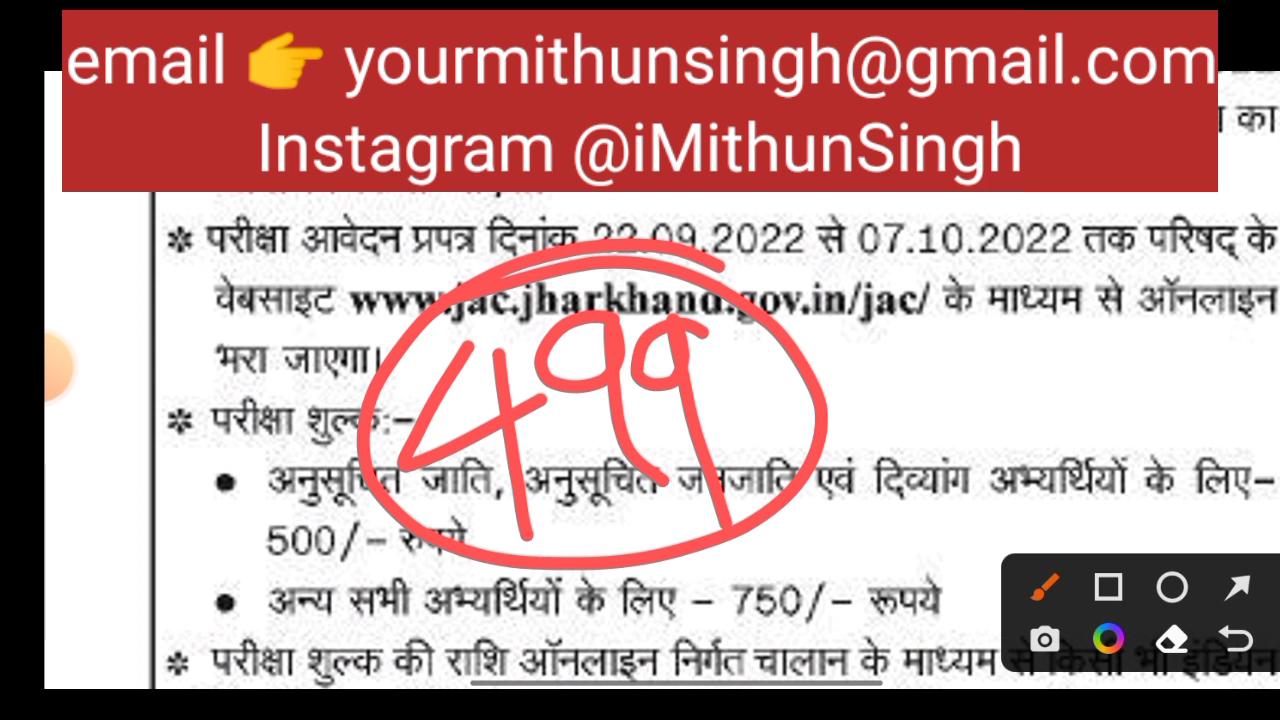 email 👉 yourmithunsingh@gmail.com
Instagram @iMithunSingh
का
* परीक्षा आवेदन प्रपत्र दिनांक 22.09.2022 से 07.10.2022 तक परिषद् के
वेबसाइट www.jac.jharkhand.gov.in/jac/ के माध्यम से ऑनलाइन
भरा जाएगा।
499
* परीक्षा शुल्क:–
● अनुसूचित जाति, अनुसूचित जनजाति एवं दिव्यांग अभ्यर्थियों के लिए–
500/– रुपये
● अन्य सभी अभ्यर्थियों के लिए – 750/– रूपये
* परीक्षा शुल्क की राशि ऑनलाइन निर्गत चालान के माध्यम से किसी भी इंडियन